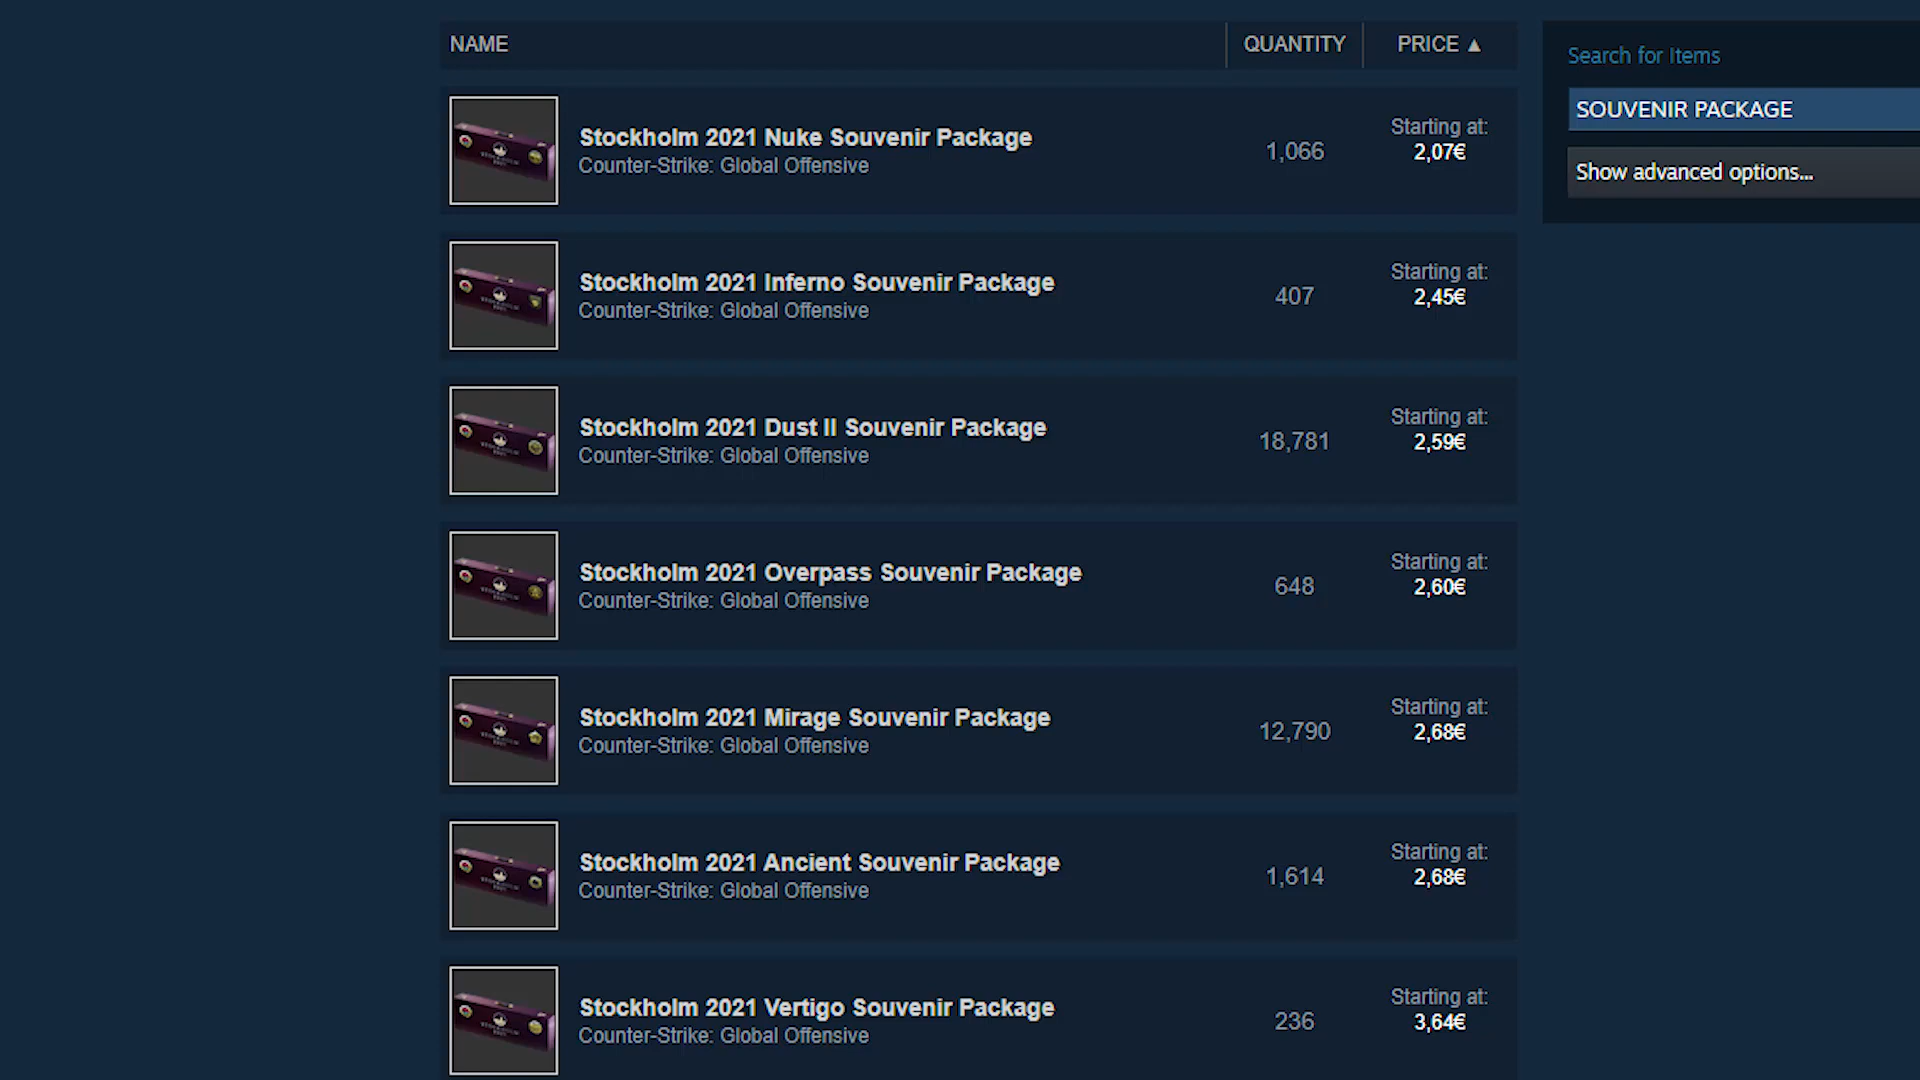 NAME QUANTITY PRICE ▲
Search for Items
SOUVENIR PACKAGE
Show advanced options...
Stockholm 2021 Nuke Souvenir Package
Counter-Strike: Global Offensive
1,066
Starting at:
2,07€
Stockholm 2021 Inferno Souvenir Package
Counter-Strike: Global Offensive
407
Starting at:
2,45€
Stockholm 2021 Dust II Souvenir Package
Counter-Strike: Global Offensive
18,781
Starting at:
2,59€
Stockholm 2021 Overpass Souvenir Package
Counter-Strike: Global Offensive
648
Starting at:
2,60€
Stockholm 2021 Mirage Souvenir Package
Counter-Strike: Global Offensive
12,790
Starting at:
2,68€
Stockholm 2021 Ancient Souvenir Package
Counter-Strike: Global Offensive
1,614
Starting at:
2,68€
Stockholm 2021 Vertigo Souvenir Package
Counter-Strike: Global Offensive
236
Starting at:
3,64€